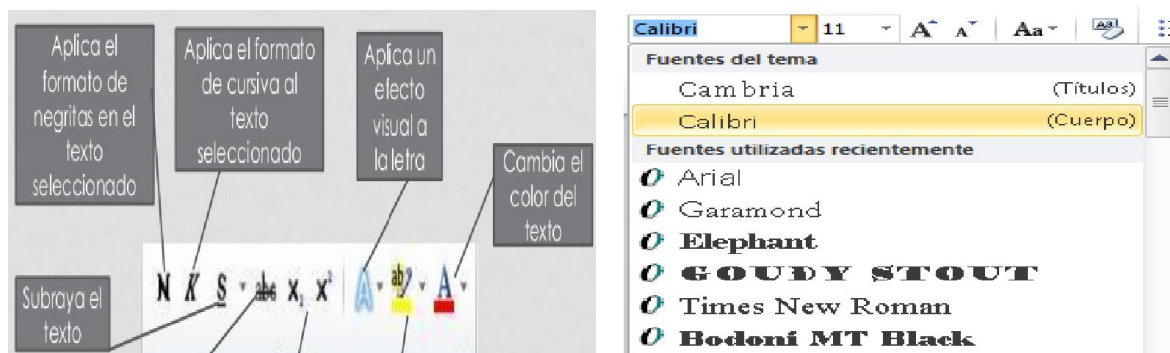 Aplica el
formato de
negritas en el
texto
seleccionado
Aplica el formato
de cursiva al
texto
seleccionado
Aplica un
efecto
visual a
la letra
Cambia el
color del
texto
Subraya el
texto
N K S abc x₂ x² A ab A
Calibri 11 A A Aa
Fuentes del tema
Cambria (Títulos)
Calibri (Cuerpo)
Fuentes utilizadas recientemente
O Arial
O Garamond
O Elephant
O GOUDY STOUT
O Times New Roman
O Bodoni MT Black